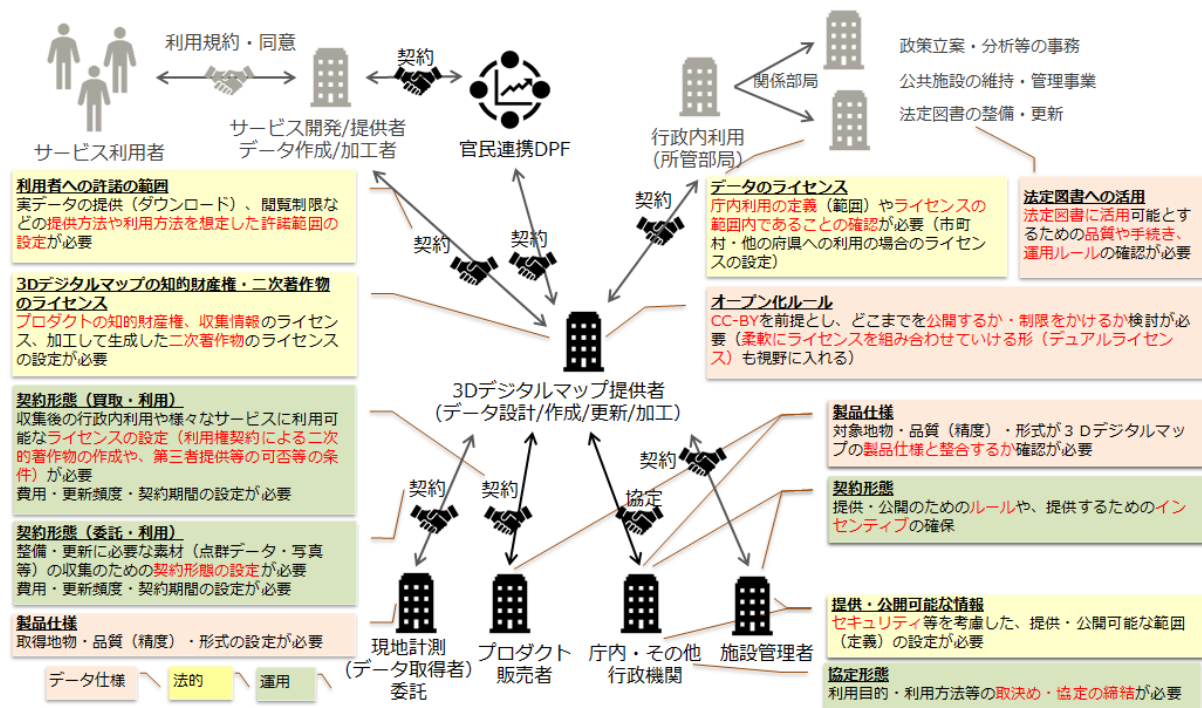 利用規約・同意
契約
サービス利用者
サービス開発/提供者
データ作成/加工者
官民連携DPF
行政内利用
(所管部局)
関係部局
政策立案・分析等の事務
公共施設の維持・管理事業
法定図書の整備・更新
利用者への許諾の範囲
実データの提供（ダウンロード）、閲覧制限な
どの提供方法や利用方法を想定した許諾範囲の
設定が必要
契約
契約
契約
データのライセンス
庁内利用の定義（範囲）やライセンスの
範囲内であることの確認が必要（市町
村・他の府県への利用の場合のライセン
スの設定）
法定図書への活用
法定図書に活用可能とす
るための品質や手続き、
運用ルールの確認が必要
3Dデジタルマップの知的財産権・二次著作物
のライセンス
プロダクトの知的財産権、収集情報のライセン
ス、加工して生成した二次著作物のライセンス
の設定が必要
オープン化ルール
CC-BYを前提とし、どこまでを公開するか・制限をかけるか検討が必
要（柔軟にライセンスを組み合わせていける形（デュアルライセン
ス）も視野に入れる）
3Dデジタルマップ提供者
（データ設計/作成/更新/加工）
契約形態（買取・利用）
収集後の行政内利用や様々なサービスに利用可
能なライセンスの設定（利用権契約による二次
的著作物の作成や、第三者提供等の可否等の条
件）が必要
費用・更新頻度・契約期間の設定が必要
製品仕様
対象地物・品質（精度）・形式が３Ｄデジタルマッ
プの製品仕様と整合するか確認が必要
契約
契約
協定
契約
契約形態
提供・公開のためのルールや、提供するためのイン
センティブの確保
契約形態（委託・利用）
整備・更新に必要な素材（点群データ・写真
等）の収集のための契約形態の設定が必要
費用・更新頻度・契約期間の設定が必要
製品仕様
取得地物・品質（精度）・形式の設定が必要
現地計測
(データ取得者)
委託
プロダクト
販売者
庁内・その他
行政機関
施設管理者
提供・公開可能な情報
セキュリティ等を考慮した、提供・公開可能な範囲
（定義）の設定が必要
協定形態
利用目的・利用方法等の取決め・協定の締結が必要
データ仕様
法的
運用